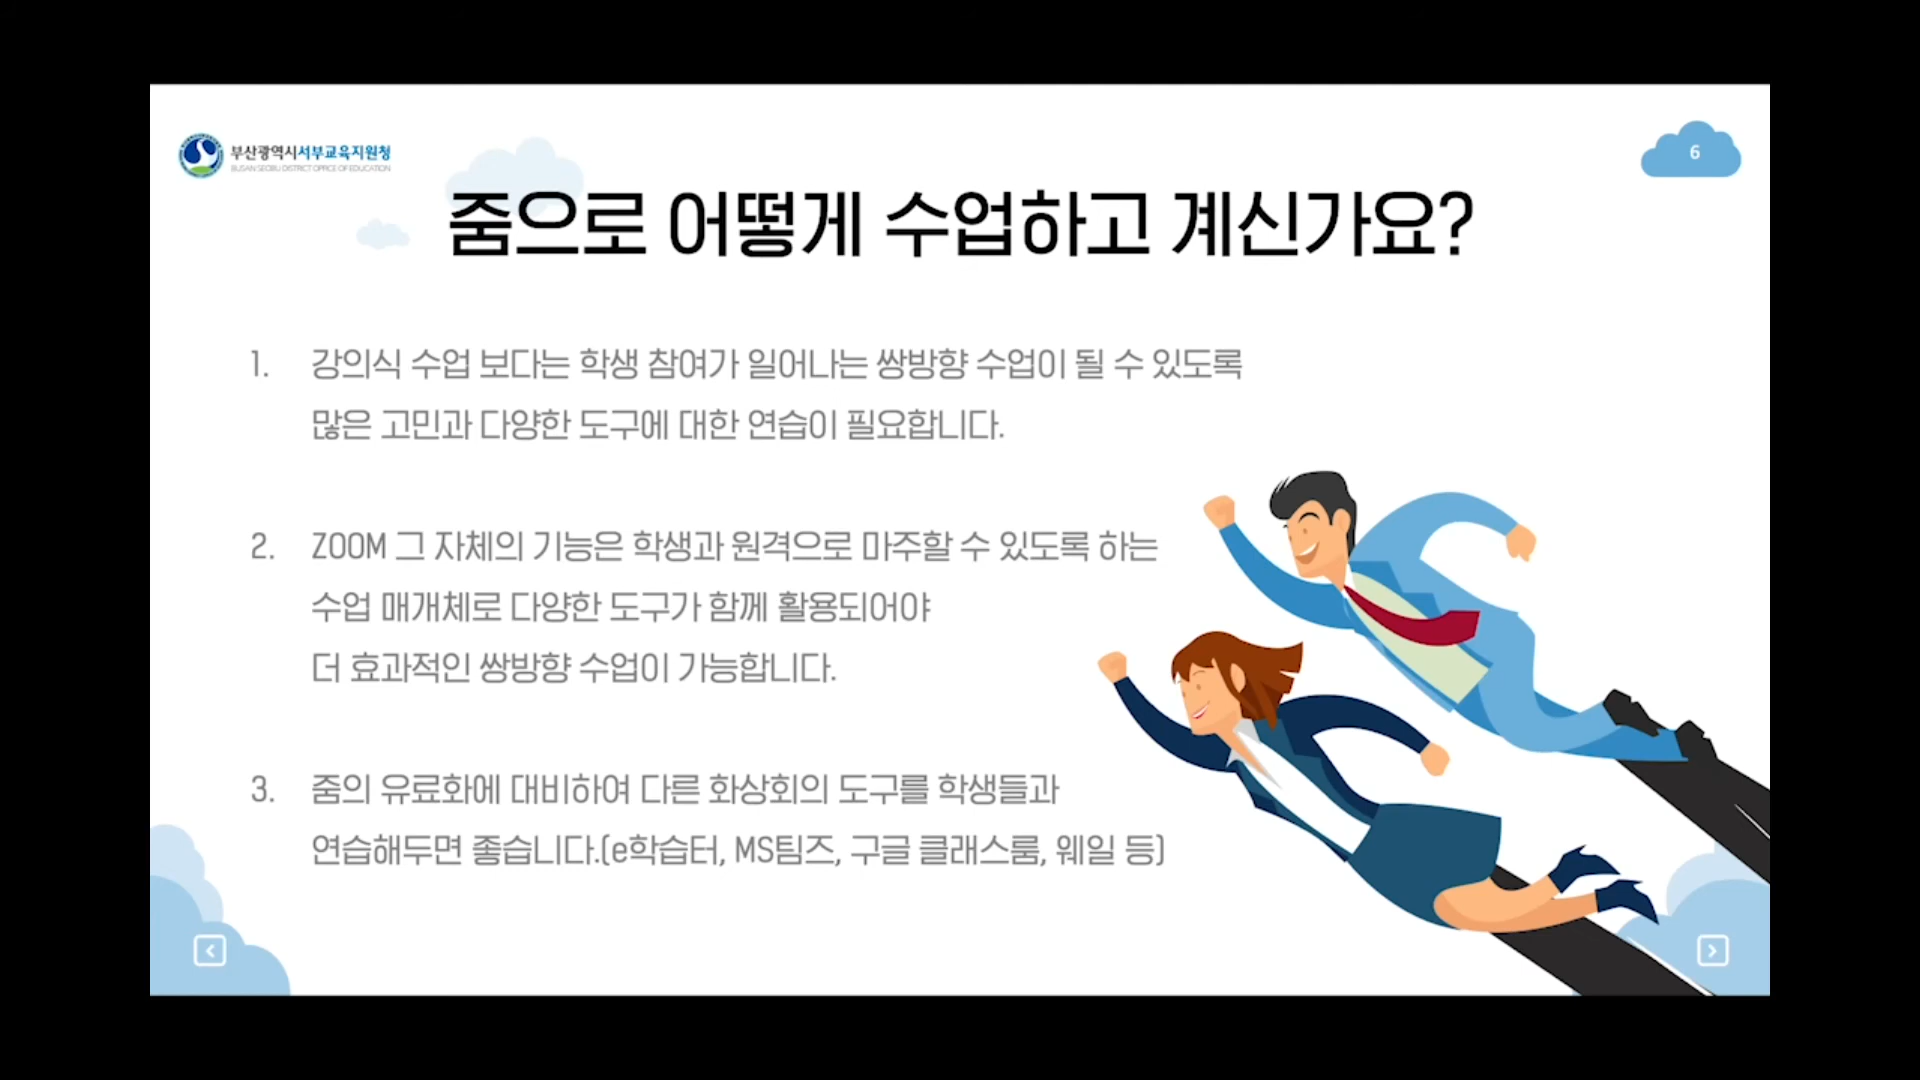 부산광역시서부교육지원청
BUSAN SEOBU DISTRICT OFFICE OF EDUCATION
6
줌으로 어떻게 수업하고 계신가요?
1. 강의식 수업 보다는 학생 참여가 일어나는 쌍방향 수업이 될 수 있도록
많은 고민과 다양한 도구에 대한 연습이 필요합니다.
2. ZOOM 그 자체의 기능은 학생과 원격으로 마주할 수 있도록 하는
수업 매개체로 다양한 도구가 함께 활용되어야
더 효과적인 쌍방향 수업이 가능합니다.
3. 줌의 유료화에 대비하여 다른 화상회의 도구를 학생들과
연습해두면 좋습니다.(e학습터, MS팀즈, 구글 클래스룸, 웨일 등)